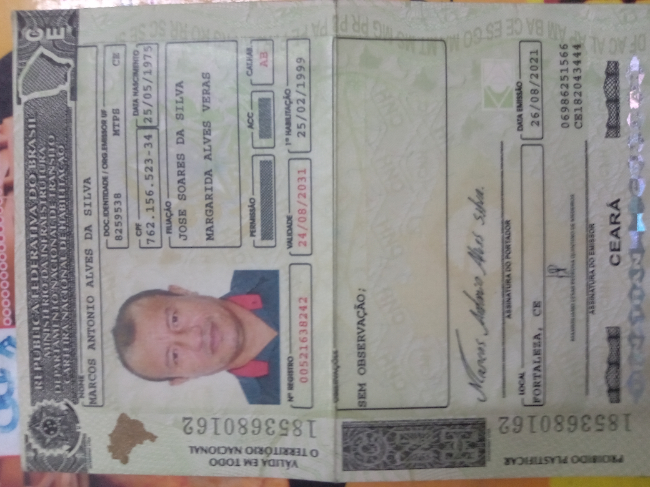 REPÚBLICA FEDERATIVA DO BRASIL
MINISTÉRIO DA INFRAESTRUTURA
DEPARTAMENTO NACIONAL DE TRÂNSITO
CARTEIRA NACIONAL DE HABILITAÇÃO
CE
NOME
MARCOS ANTONIO ALVES DA SILVA
DOC. IDENTIDADE / ÓRG. EMISSOR UF
8259538 MTPS CE
CPF
762.156.523-34
DATA NASCIMENTO
25/05/1975
FILIAÇÃO
JOSE SOARES DA SILVA
MARGARIDA ALVES VERAS
PERMISSÃO
ACC
CAT.HAB
AB
Nº REGISTRO
00521638242
VALIDADE
24/08/2031
1ª HABILITAÇÃO
25/02/1999
VÁLIDA EM TODO
O TERRITÓRIO NACIONAL
1853680162
OBSERVAÇÕES
SEM OBSERVAÇÃO;
ASSINATURA DO PORTADOR
LOCAL
FORTALEZA, CE
DATA EMISSÃO
26/08/2021
ASSINATURA DO EMISSOR
06986251566
CE182043444
CEARÁ
PROIBIDO PLASTIFICAR
1853680162